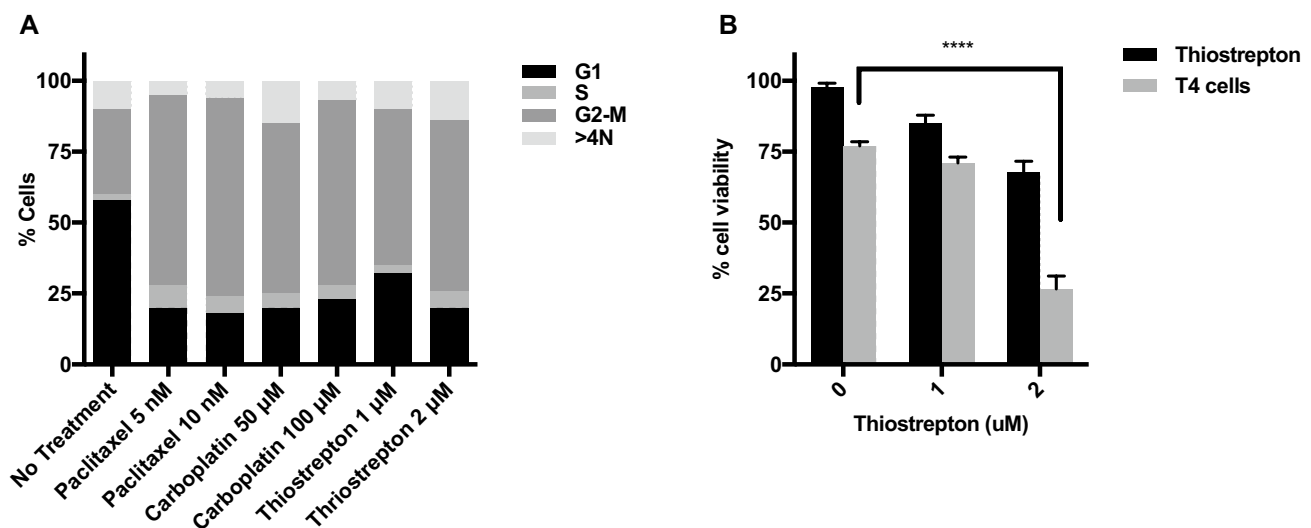 A
% Cells
100
75
50
25
0
No Treatment
Paclitaxel 5 nM
Paclitaxel 10 nM
Carboplatin 50 µM
Carboplatin 100 µM
Thiostrepton 1 µM
Thriostrepton 2 µM
G1
S
G2-M
>4N
B
% cell viability
100
75
50
25
0
****
0
1
2
Thiostrepton (uM)
Thiostrepton
T4 cells